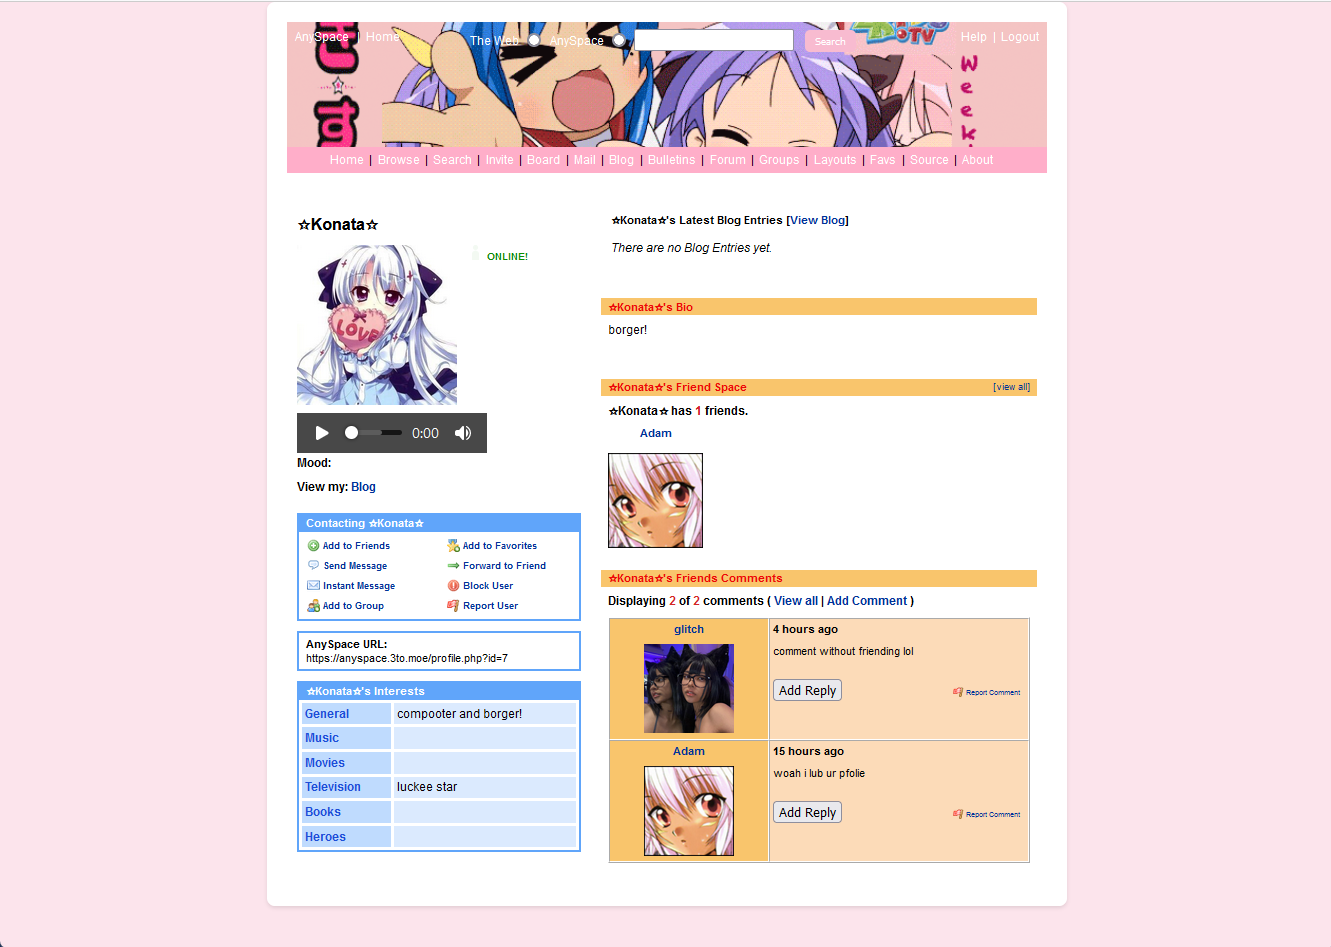 AnySpace | Home
The Web AnySpace Search
Help | Logout
き☆す
TV
Week
Home | Browse | Search | Invite | Board | Mail | Blog | Bulletins | Forum | Groups | Layouts | Favs | Source | About
☆Konata☆
ONLINE!
LOVE
0:00
Mood:
View my: Blog
Contacting ☆Konata☆
Add to Friends
Add to Favorites
Send Message
Forward to Friend
Instant Message
Block User
Add to Group
Report User
AnySpace URL:
https://anyspace.3to.moe/profile.php?id=7
☆Konata☆'s Interests
General compooter and borger!
Music
Movies
Television luckee star
Books
Heroes
☆Konata☆'s Latest Blog Entries [View Blog]
There are no Blog Entries yet.
☆Konata☆'s Bio
borger!
☆Konata☆'s Friend Space [view all]
☆Konata☆ has 1 friends.
Adam
☆Konata☆'s Friends Comments
Displaying 2 of 2 comments ( View all | Add Comment )
glitch
4 hours ago
comment without friending lol
Add Reply
Report Comment
Adam
15 hours ago
woah i lub ur pfolie
Add Reply
Report Comment